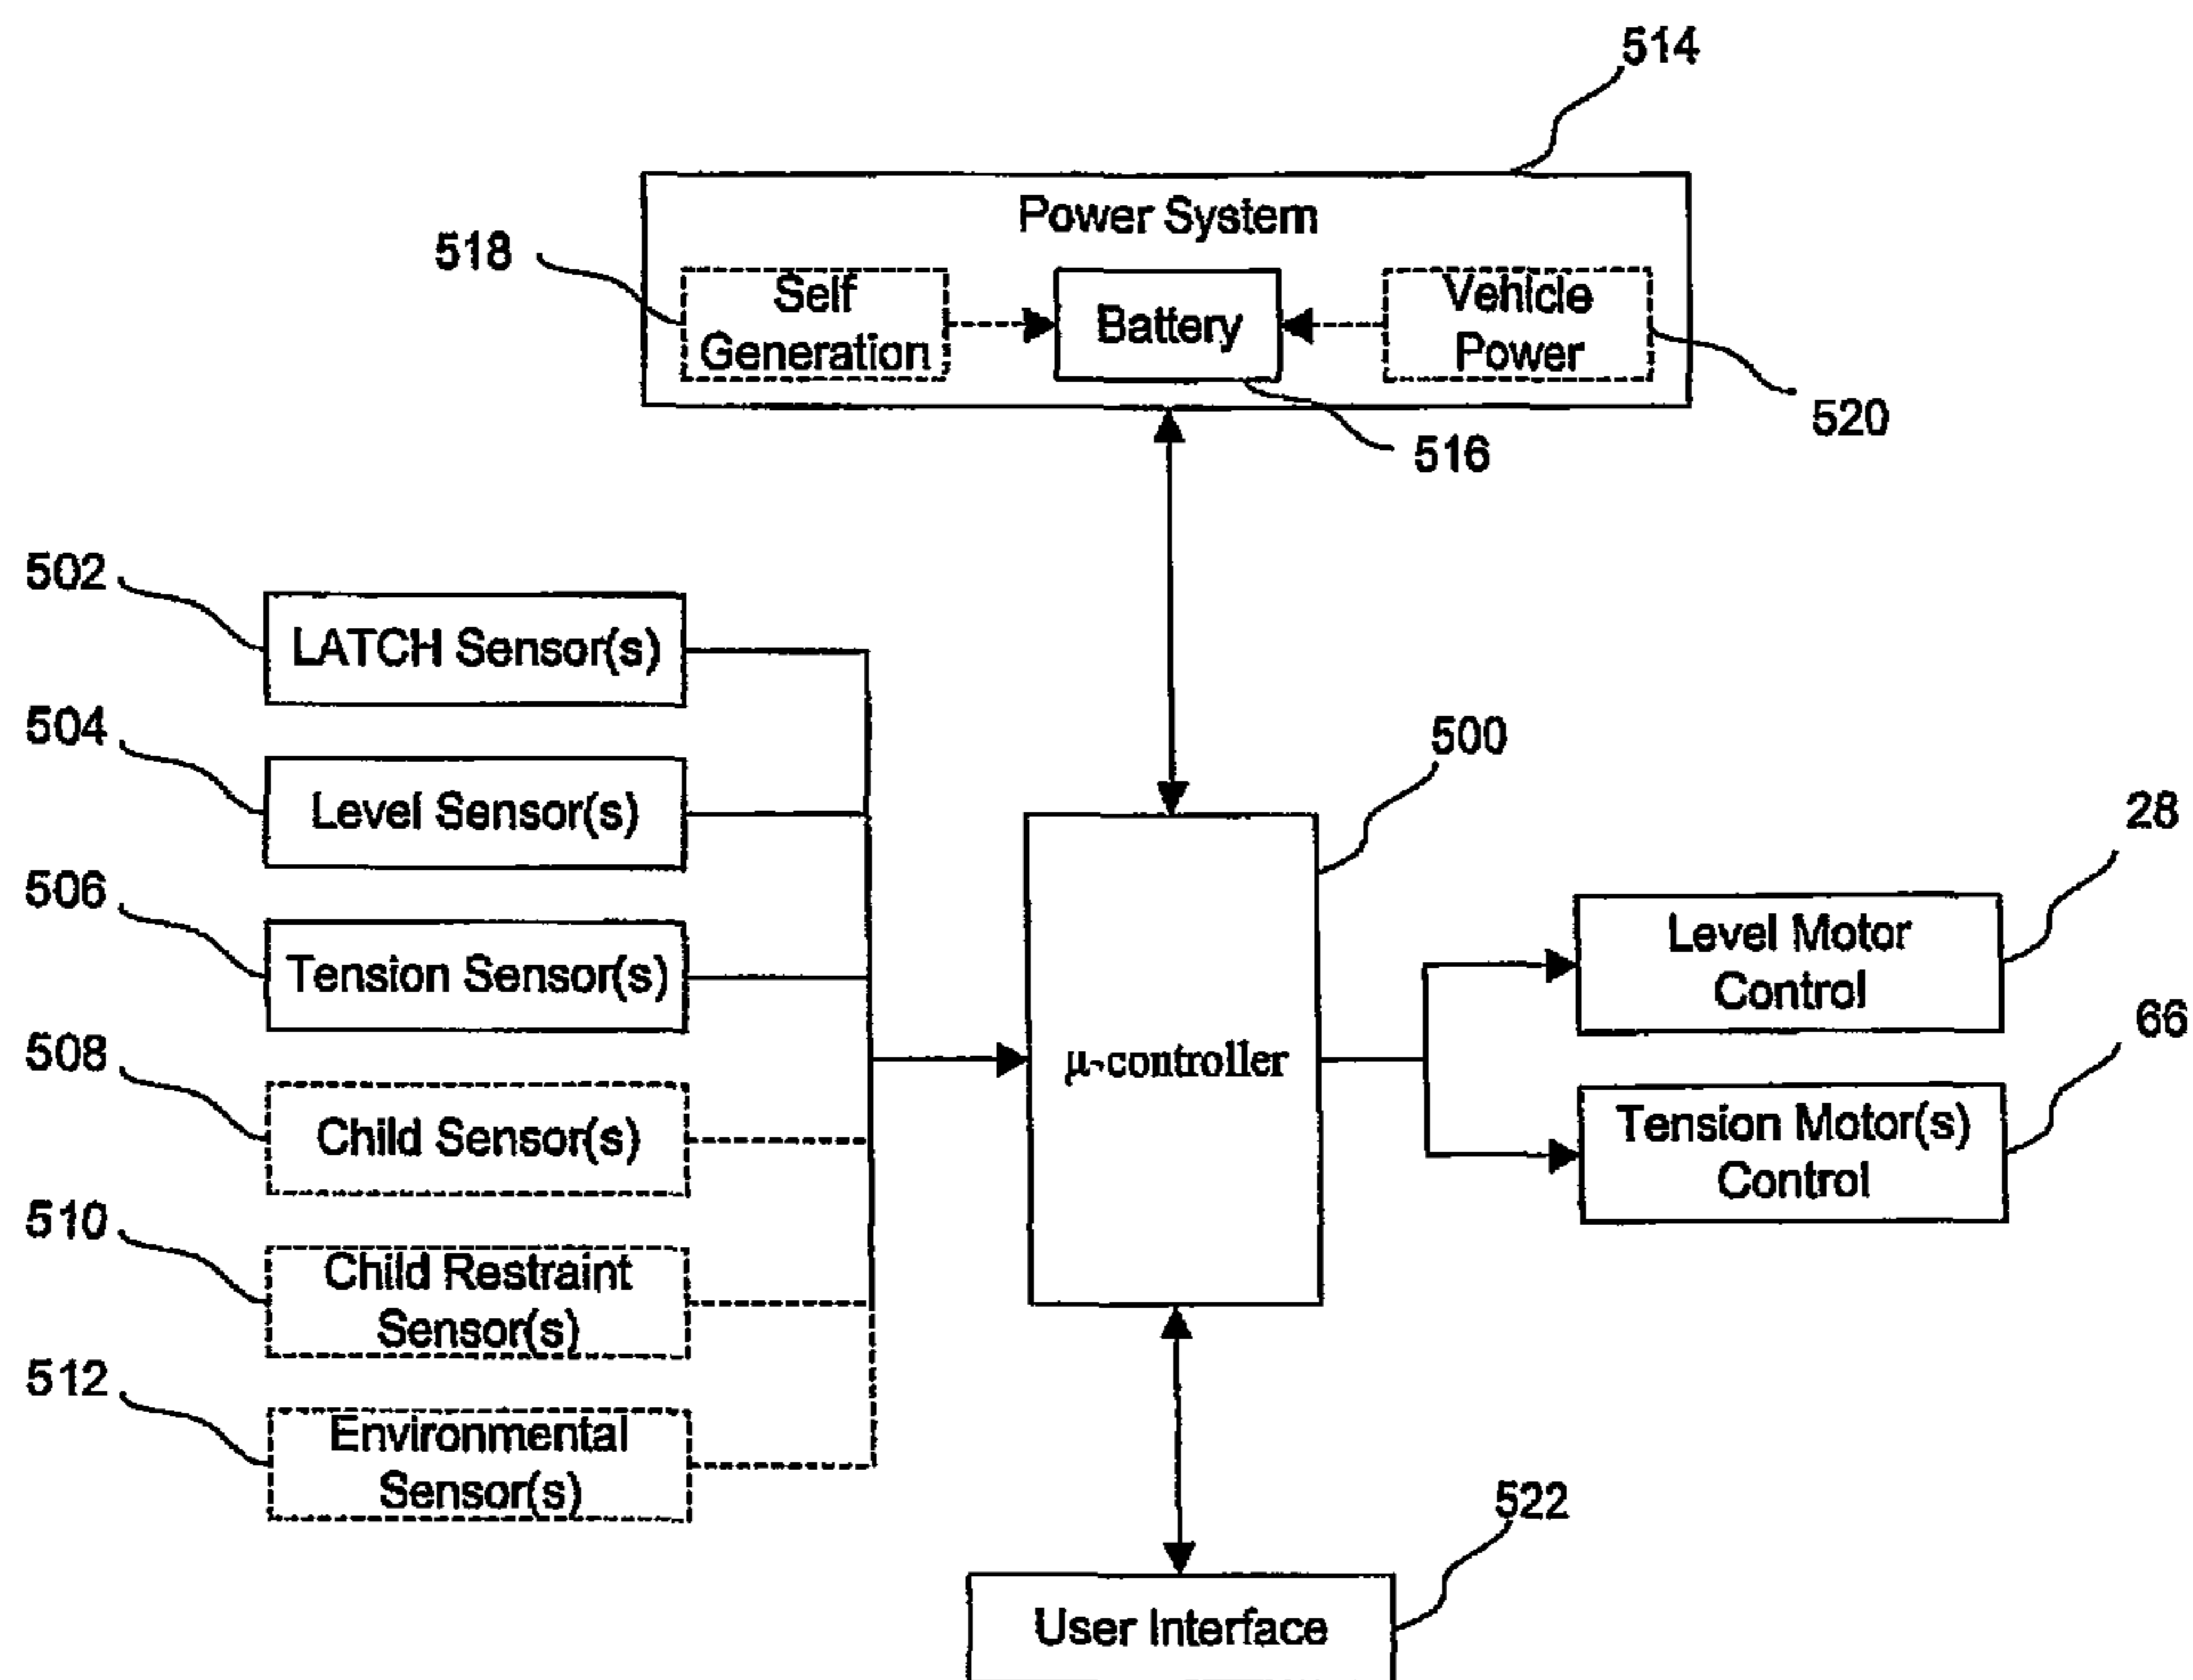 514
Power System
518
Self
Generation
Battery
Vehicle
Power
520
516
502
LATCH Sensor(s)
504
Level Sensor(s)
506
Tension Sensor(s)
508
Child Sensor(s)
510
Child Restraint
Sensor(s)
512
Environmental
Sensor(s)
500
μ-controller
28
Level Motor
Control
66
Tension Motor(s)
Control
522
User Interface